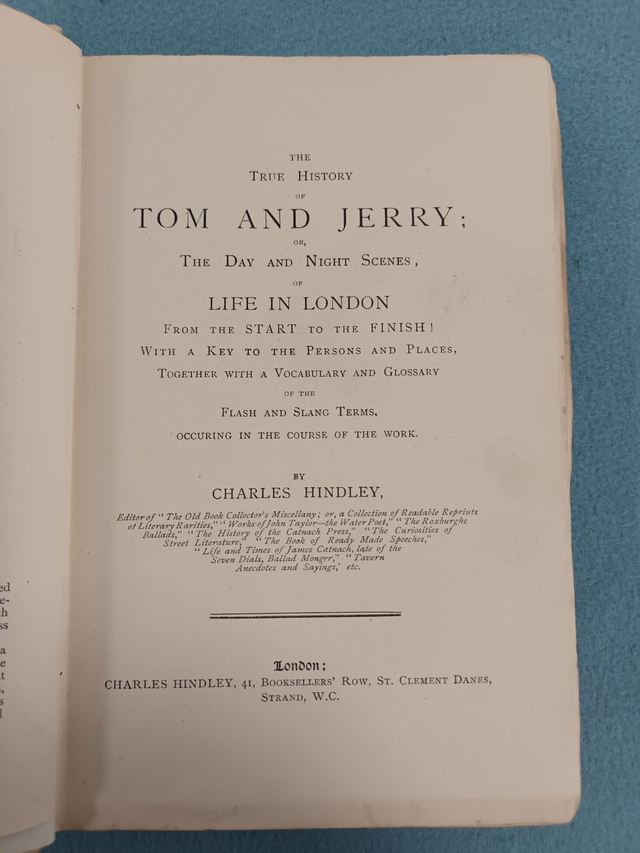 THE
TRUE HISTORY
OF
TOM AND JERRY;
OR,
THE DAY AND NIGHT SCENES,
OF
LIFE IN LONDON
FROM THE START TO THE FINISH!
WITH A KEY TO THE PERSONS AND PLACES,
TOGETHER WITH A VOCABULARY AND GLOSSARY
OF THE
FLASH AND SLANG TERMS,
OCCURING IN THE COURSE OF THE WORK.
BY
CHARLES HINDLEY,
Editor of "The Old Book Collector's Miscellany; or, a Collection of Readable Reprints
of Literary Rarities," "Works of John Taylor—the Water Poet," "The Roxburghe
Ballads," "The History of the Catnach Press," "The Curiosities of
Street Literature," "The Book of Ready Made Speeches,"
"Life and Times of James Catnach, late of the
Seven Dials, Ballad Monger," "Tavern
Anecdotes and Sayings,' etc.
London:
CHARLES HINDLEY, 41, BOOKSELLERS' ROW, ST. CLEMENT DANES,
STRAND, W.C.